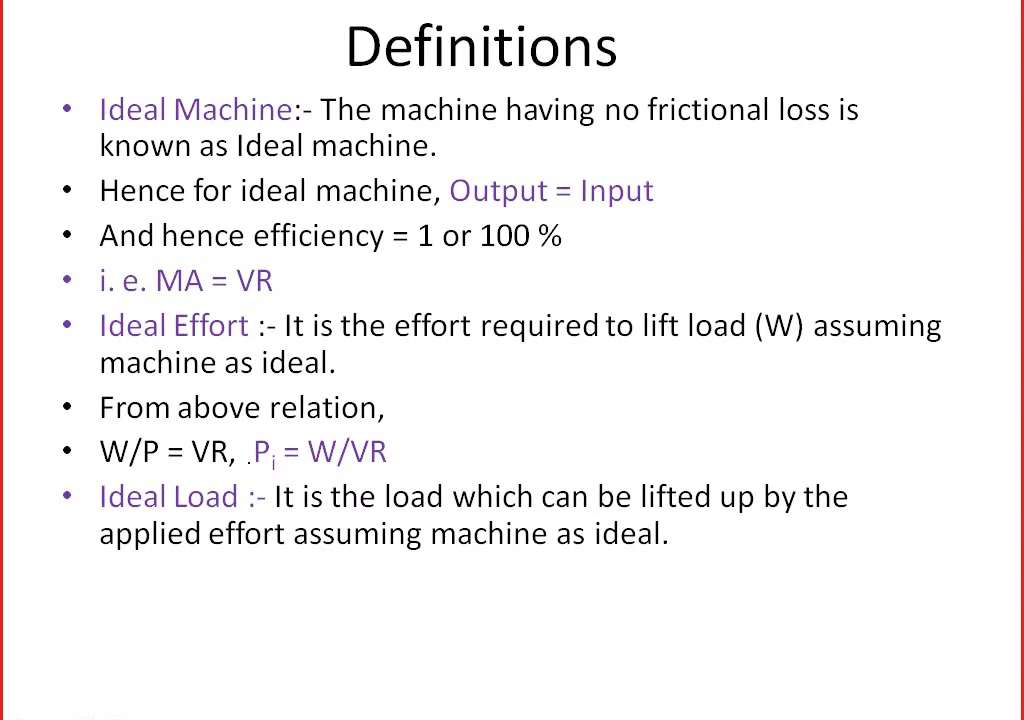 Definitions
• Ideal Machine:- The machine having no frictional loss is
known as Ideal machine.
• Hence for ideal machine, Output = Input
• And hence efficiency = 1 or 100 %
• i. e. MA = VR
• Ideal Effort :- It is the effort required to lift load (W) assuming
machine as ideal.
• From above relation,
• W/P = VR, .Pi = W/VR
• Ideal Load :- It is the load which can be lifted up by the
applied effort assuming machine as ideal.